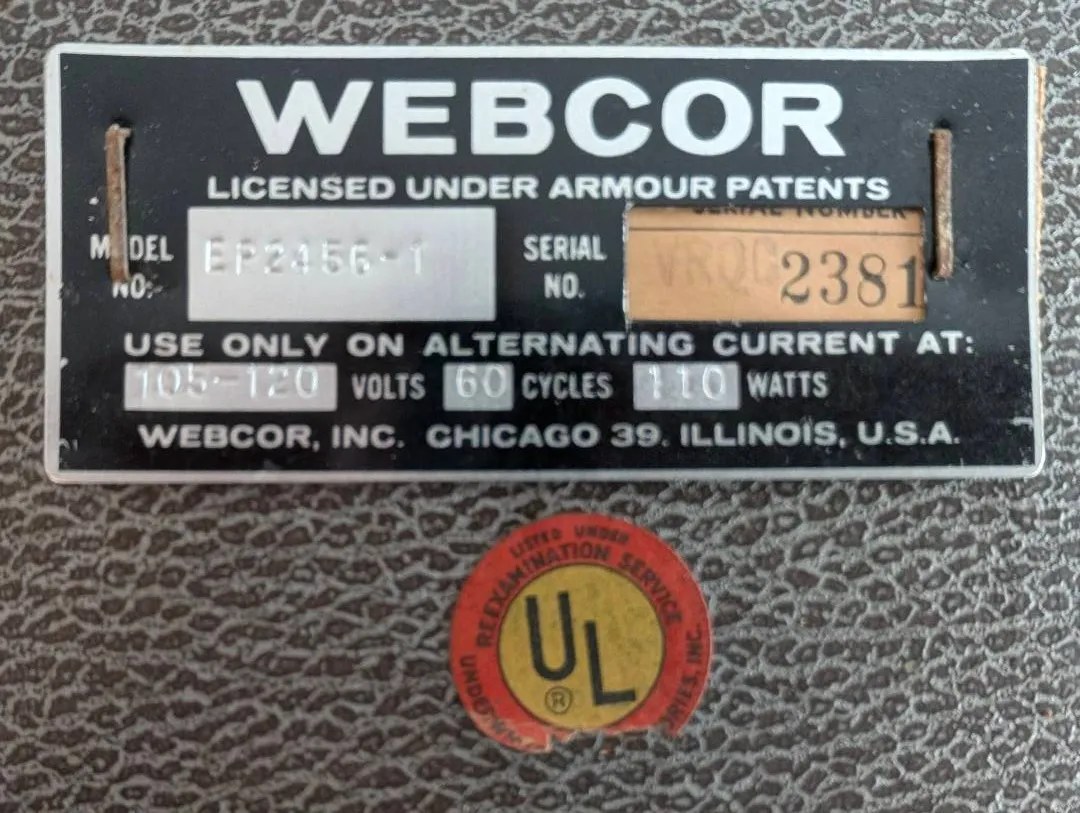 WEBCOR
LICENSED UNDER ARMOUR PATENTS
MODEL NO. EP2456-1
SERIAL NO. SERIAL NUMBER 2381
USE ONLY ON ALTERNATING CURRENT AT:
105-120 VOLTS 60 CYCLES 110 WATTS
WEBCOR, INC. CHICAGO 39, ILLINOIS, U.S.A.
LISTED UNDER
REEXAMINATION SERVICE
UL
®
INC.